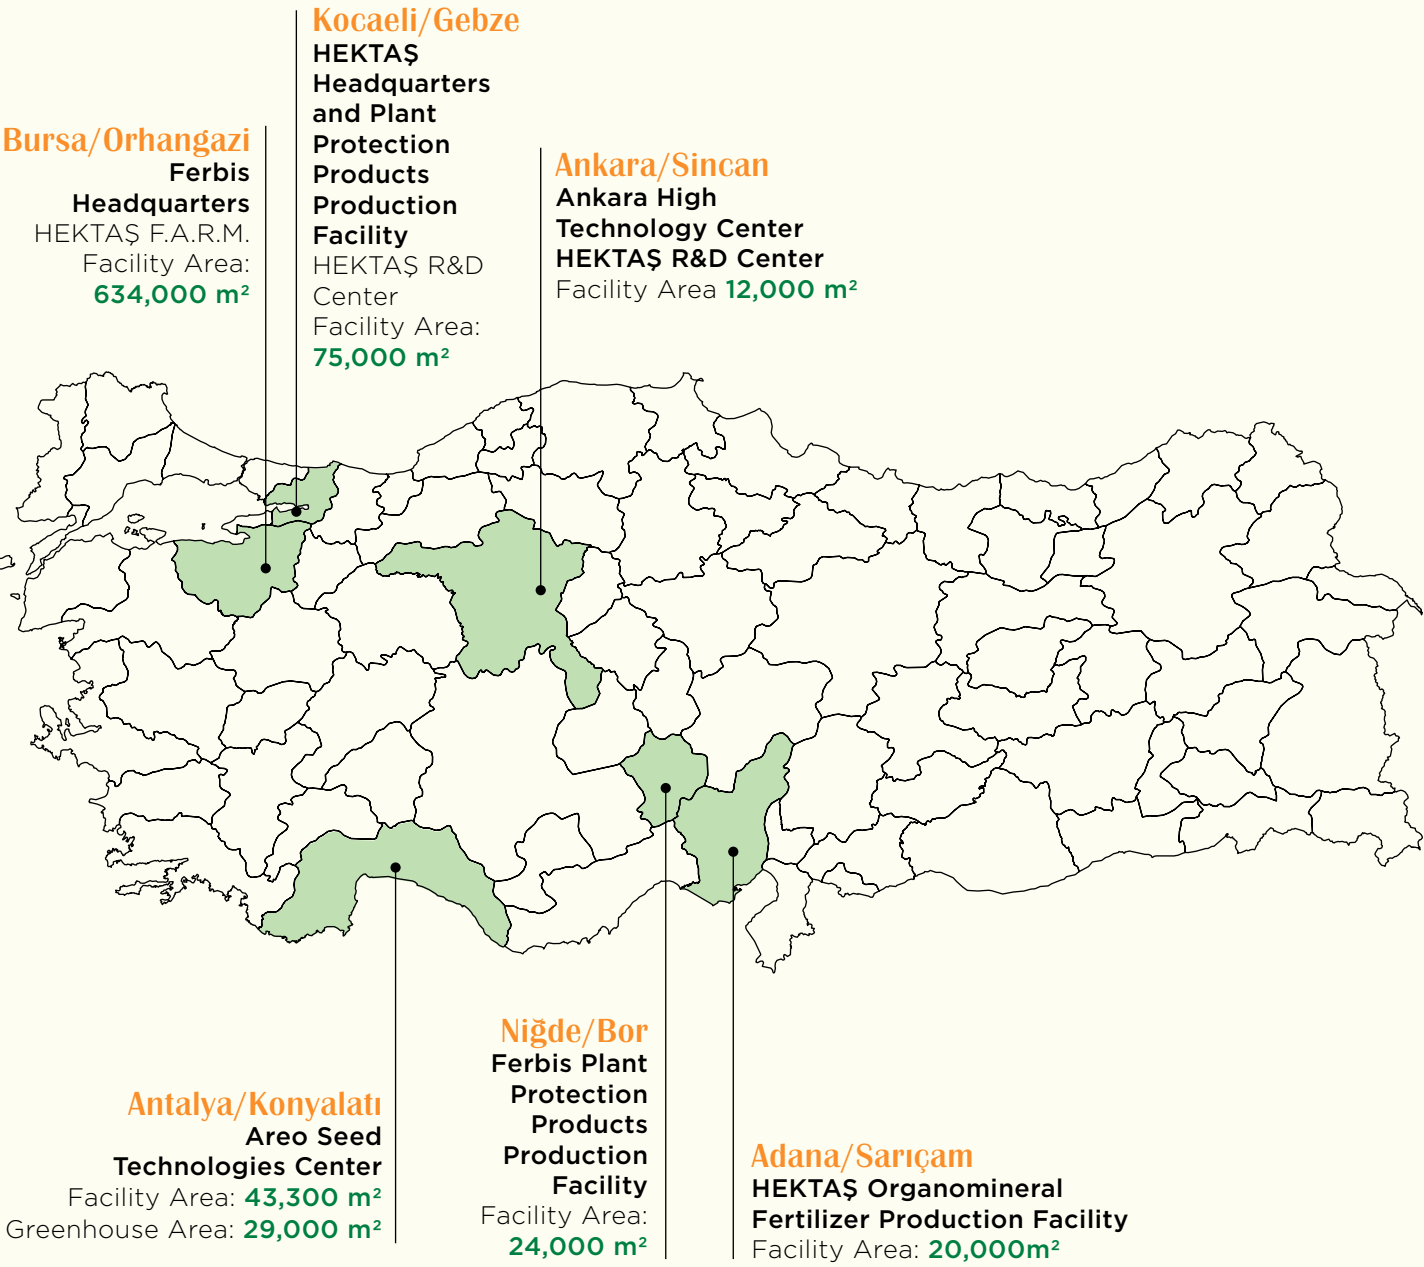 Kocaeli/Gebze
HEKTAŞ
Headquarters
and Plant
Protection
Products
Production
Facility
HEKTAŞ R&D
Center
Facility Area:
75,000 m²
Bursa/Orhangazi
Ferbis
Headquarters
HEKTAŞ F.A.R.M.
Facility Area:
634,000 m²
Ankara/Sincan
Ankara High
Technology Center
HEKTAŞ R&D Center
Facility Area 12,000 m²
Antalya/Konyalatı
Areo Seed
Technologies Center
Facility Area: 43,300 m²
Greenhouse Area: 29,000 m²
Niğde/Bor
Ferbis Plant
Protection
Products
Production
Facility
Facility Area:
24,000 m²
Adana/Sarıçam
HEKTAŞ Organomineral
Fertilizer Production Facility
Facility Area: 20,000m²